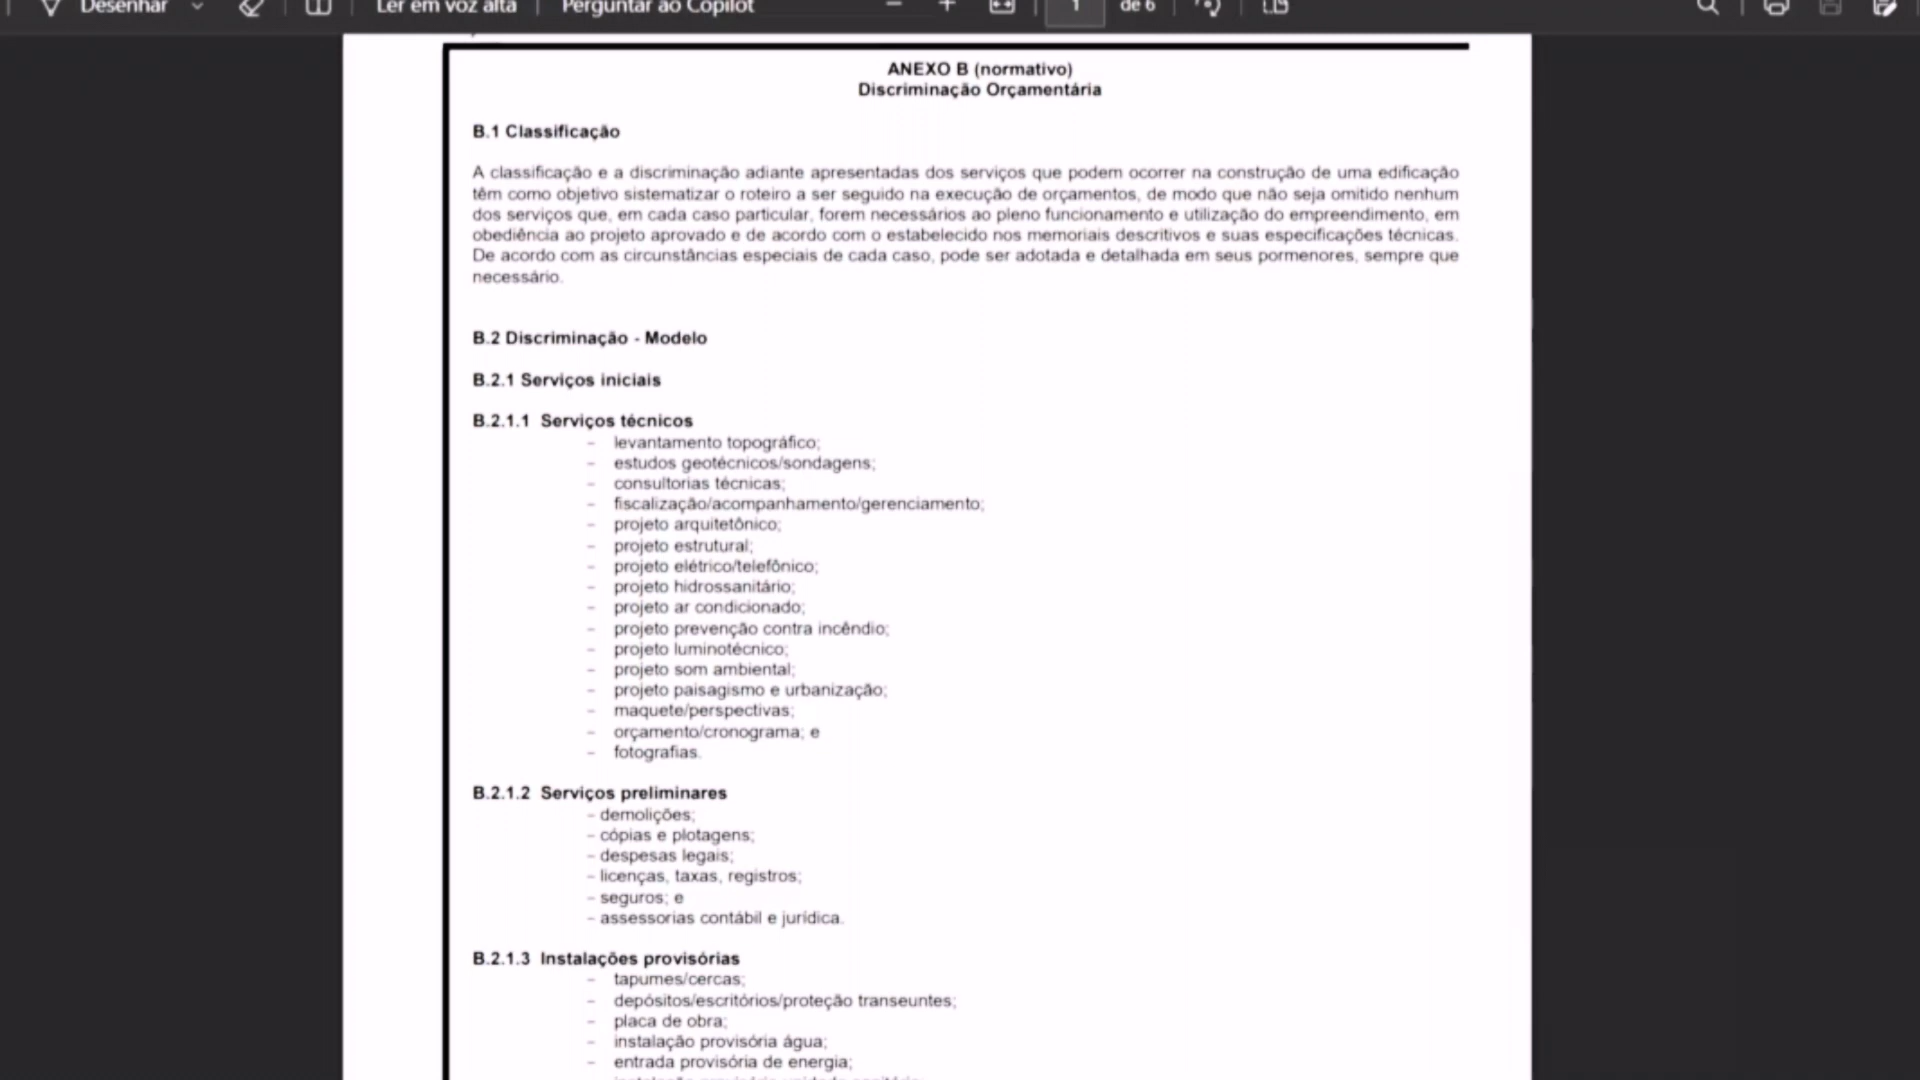 Desenhar
Ler em voz alta
Perguntar ao Copilot
1
de 6
ANEXO B (normativo)
Discriminação Orçamentária
B.1 Classificação
A classificação e a discriminação adiante apresentadas dos serviços que podem ocorrer na construção de uma edificação
têm como objetivo sistematizar o roteiro a ser seguido na execução de orçamentos, de modo que não seja omitido nenhum
dos serviços que, em cada caso particular, forem necessários ao pleno funcionamento e utilização do empreendimento, em
obediência ao projeto aprovado e de acordo com o estabelecido nos memoriais descritivos e suas especificações técnicas.
De acordo com as circunstâncias especiais de cada caso, pode ser adotada e detalhada em seus pormenores, sempre que
necessário.
B.2 Discriminação - Modelo
B.2.1 Serviços iniciais
B.2.1.1 Serviços técnicos
- levantamento topográfico;
- estudos geotécnicos/sondagens;
- consultorias técnicas;
- fiscalização/acompanhamento/gerenciamento;
- projeto arquitetônico;
- projeto estrutural;
- projeto elétrico/telefônico;
- projeto hidrossanitário;
- projeto ar condicionado;
- projeto prevenção contra incêndio;
- projeto luminotécnico;
- projeto som ambiental;
- projeto paisagismo e urbanização;
- maquete/perspectivas;
- orçamento/cronograma; e
- fotografias.
B.2.1.2 Serviços preliminares
- demolições;
- cópias e plotagens;
- despesas legais;
- licenças, taxas, registros;
- seguros; e
- assessorias contábil e jurídica.
B.2.1.3 Instalações provisórias
- tapumes/cercas;
- depósitos/escritórios/proteção transeuntes;
- placa de obra;
- instalação provisória água;
- entrada provisória de energia;